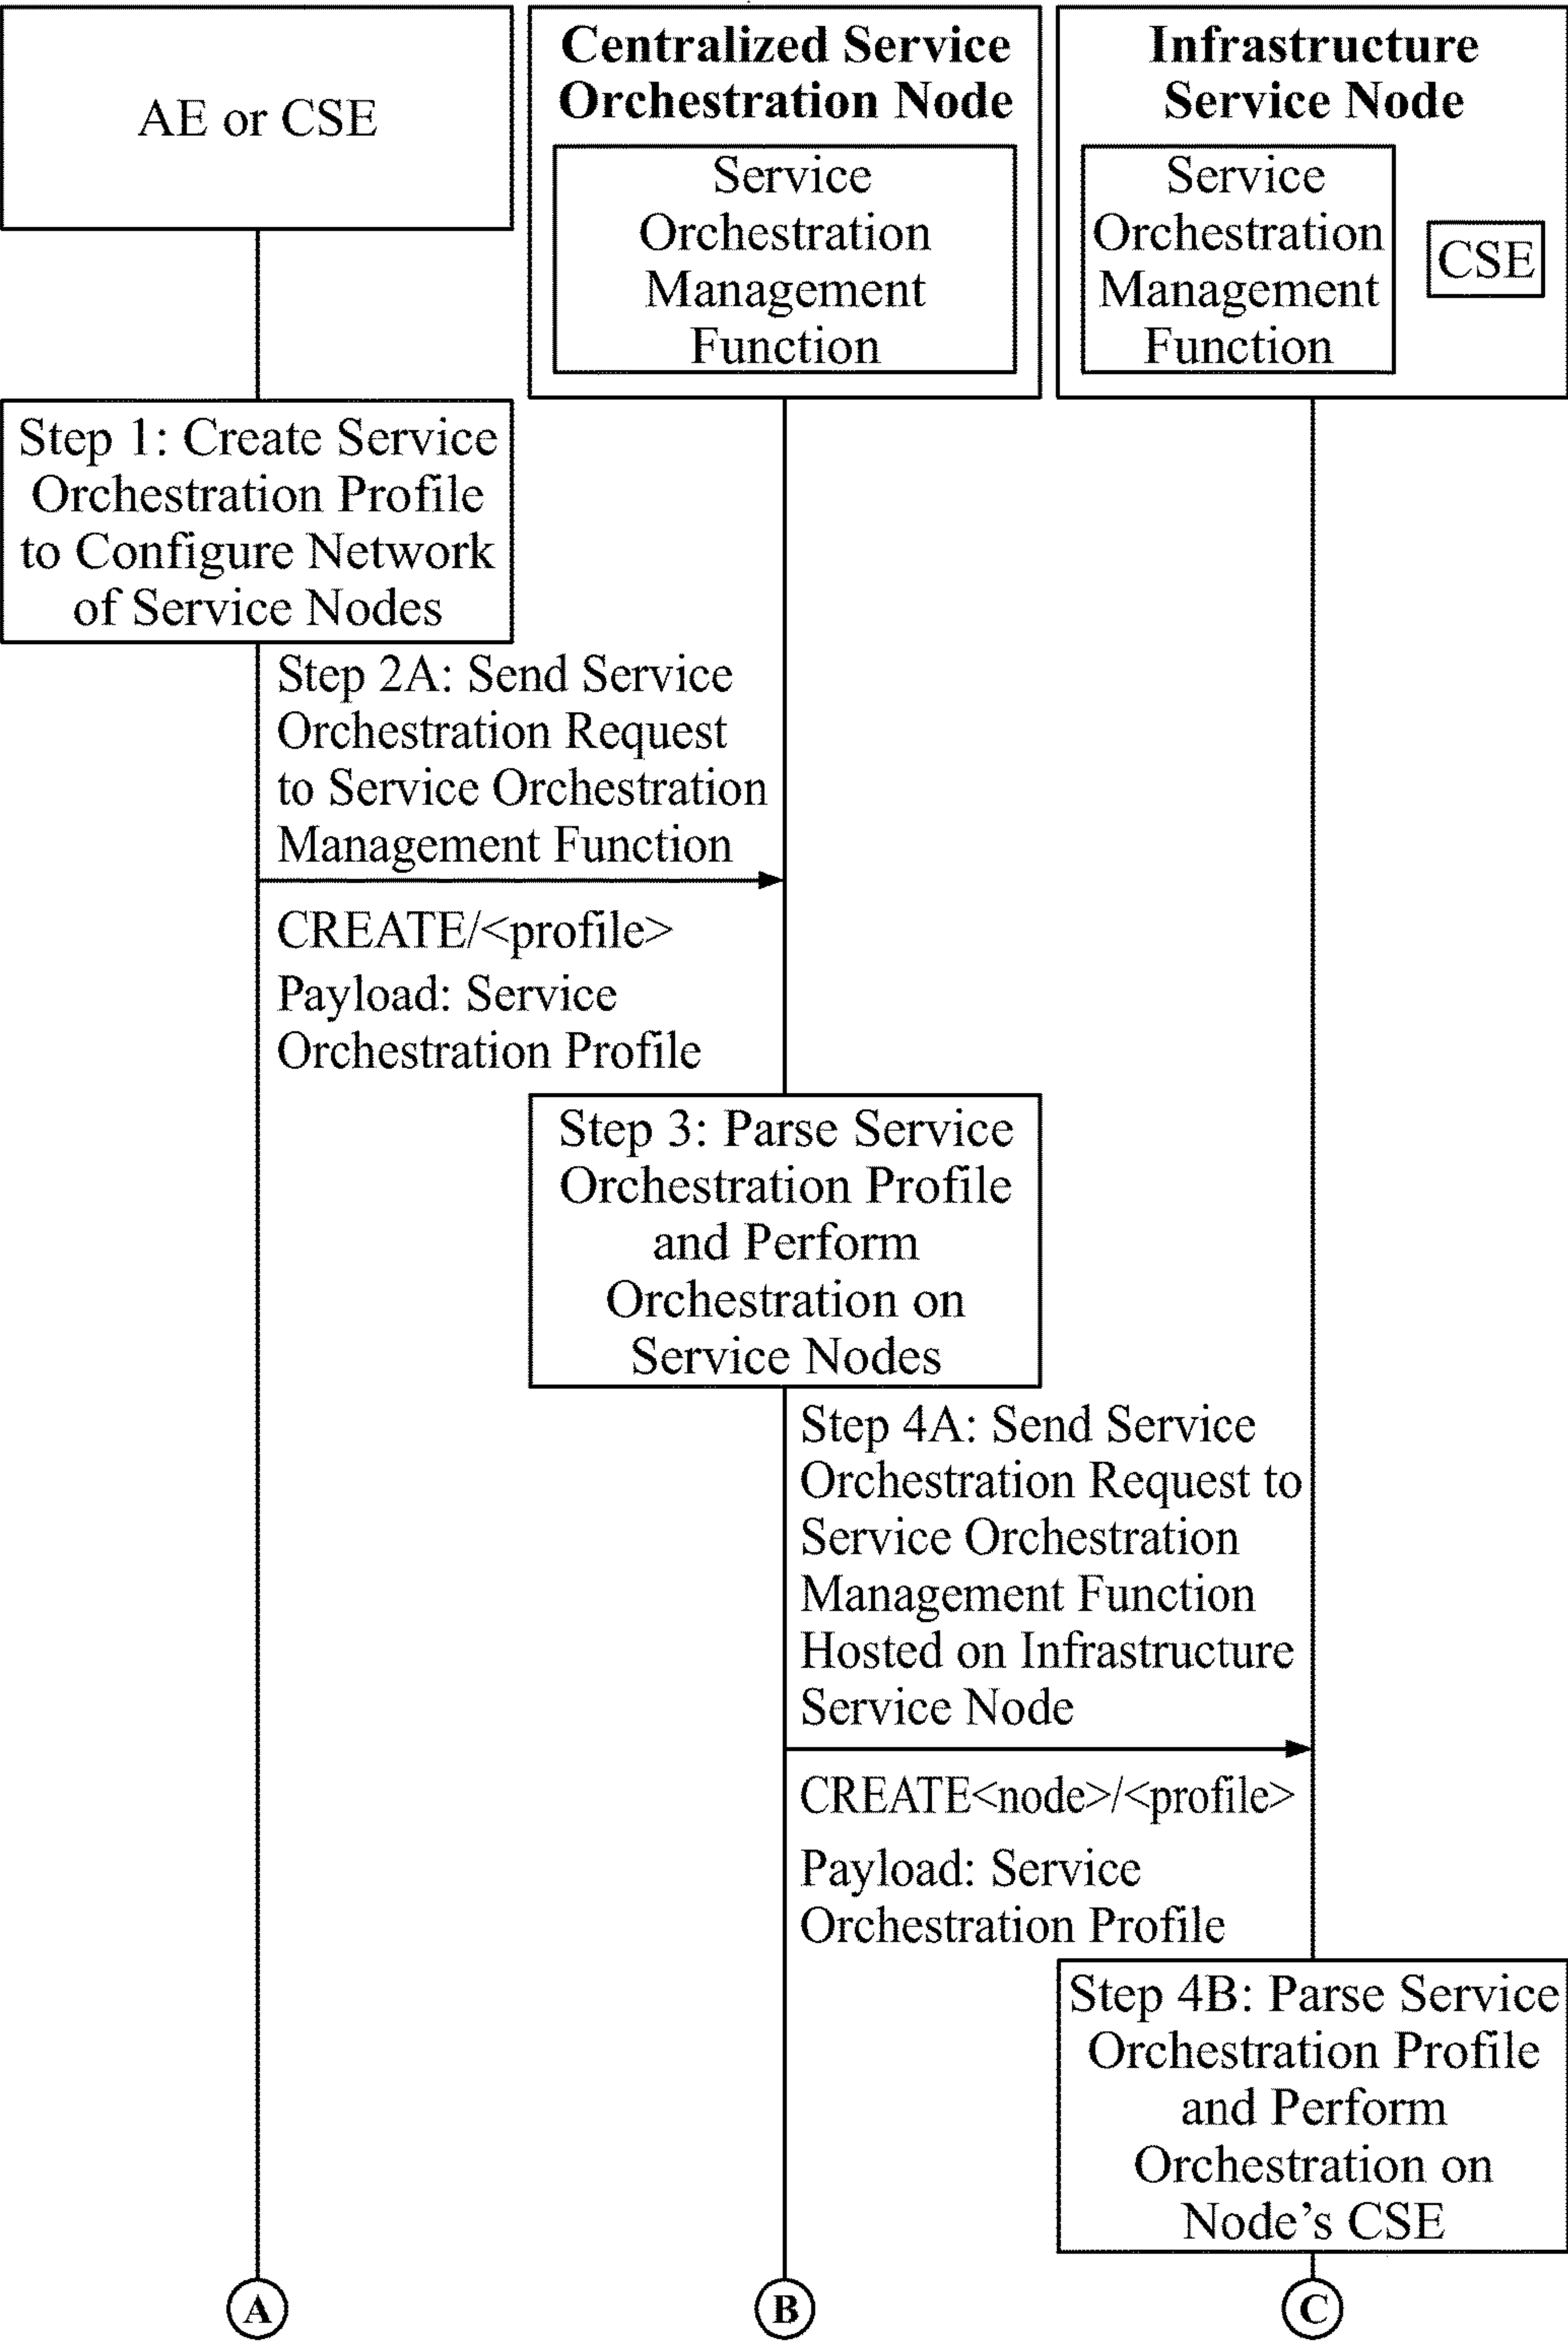 AE or CSE
Centralized Service
Orchestration Node
Service
Orchestration
Management
Function
Infrastructure
Service Node
Service
Orchestration
Management
Function
CSE
Step 1: Create Service
Orchestration Profile
to Configure Network
of Service Nodes
Step 2A: Send Service
Orchestration Request
to Service Orchestration
Management Function
CREATE/<profile>
Payload: Service
Orchestration Profile
Step 3: Parse Service
Orchestration Profile
and Perform
Orchestration on
Service Nodes
Step 4A: Send Service
Orchestration Request to
Service Orchestration
Management Function
Hosted on Infrastructure
Service Node
CREATE<node>/<profile>
Payload: Service
Orchestration Profile
Step 4B: Parse Service
Orchestration Profile
and Perform
Orchestration on
Node’s CSE
A
B
C